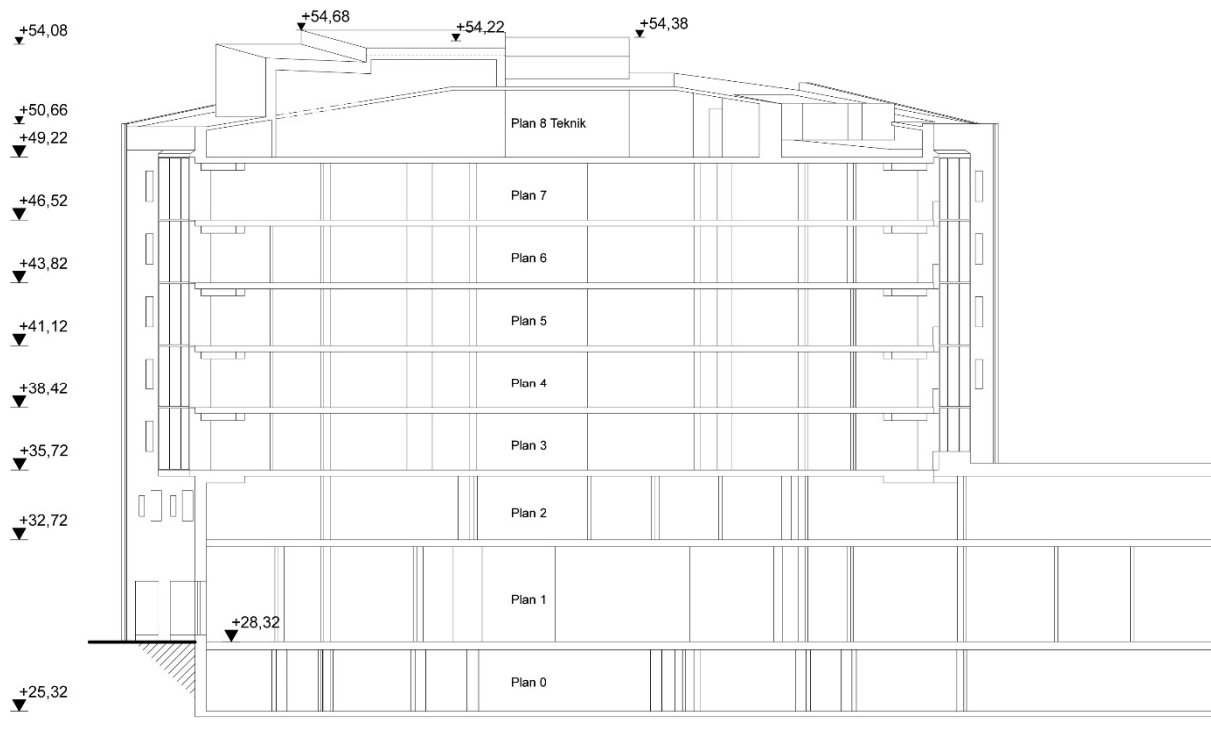 +54,68
+54,22
+54,38
+54,08
+50,66
Plan 8 Teknik
+49,22
Plan 7
+46,52
Plan 6
+43,82
Plan 5
+41,12
Plan 4
+38,42
Plan 3
+35,72
Plan 2
+32,72
Plan 1
+28,32
Plan 0
+25,32